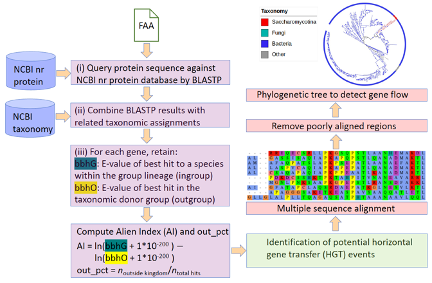 FAA
NCBI nr
protein
(i) Query protein sequence against
NCBI nr protein database by BLASTP
NCBI
taxonomy
(ii) Combine BLASTP results with
related taxonomic assignments
(iii) For each gene, retain:
bbhG: E-value of best hit to a species
within the group lineage (ingroup)
bbhO: E-value of best hit in the
taxonomic donor group (outgroup)
Compute Alien Index (AI) and out_pct
AI = ln(bbhG + 1*10⁻²⁰⁰) −
ln(bbhO + 1*10⁻²⁰⁰)
out_pct = n outside kingdom/n total hits
Taxonomy
Saccharomycotina
Fungi
Bacteria
Other
Phylogenetic tree to detect gene flow
Remove poorly aligned regions
Multiple sequence alignment
Identification of potential horizontal
gene transfer (HGT) events